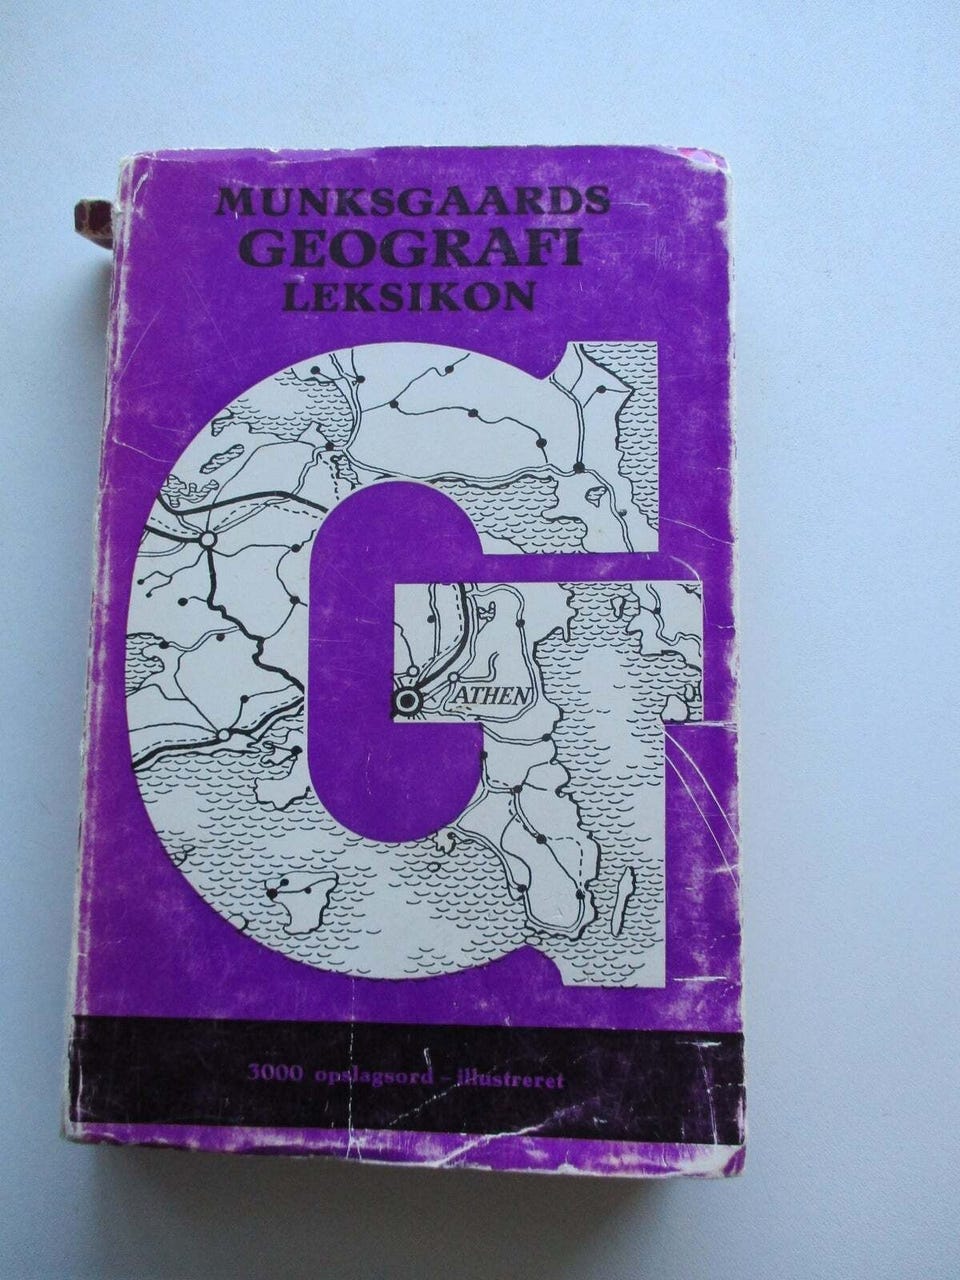 MUNKSGAARDS
GEOGRAFI
LEKSIKON
G
ATHEN
3000 opslagsord – illustreret